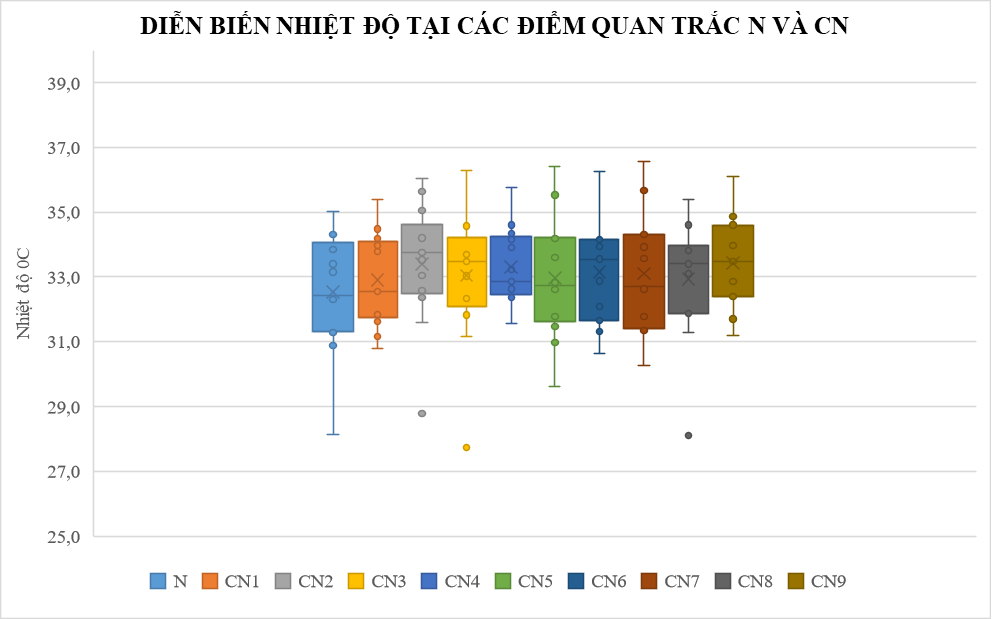 DIỄN BIẾN NHIỆT ĐỘ TẠI CÁC ĐIỂM QUAN TRẮC N VÀ CN
Nhiệt độ 0C
39,0
37,0
35,0
33,0
31,0
29,0
27,0
25,0
N CN1 CN2 CN3 CN4 CN5 CN6 CN7 CN8 CN9